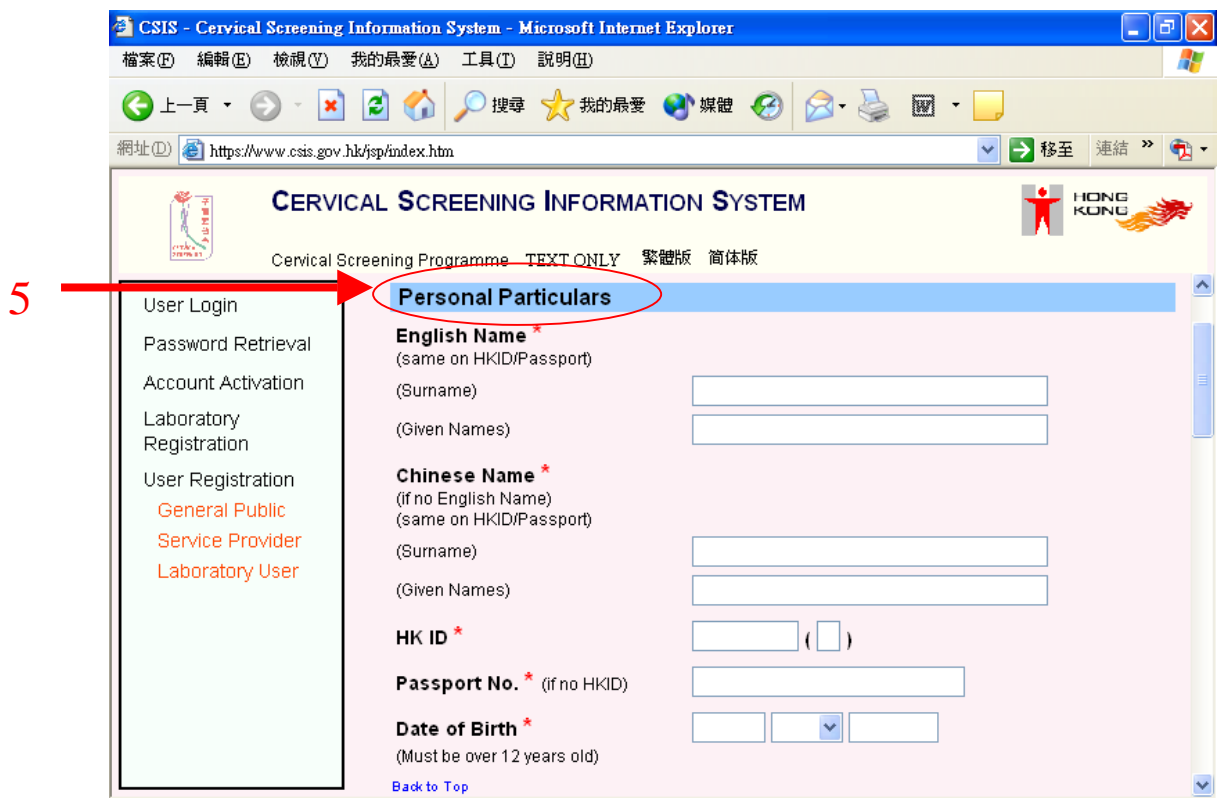 CSIS - Cervical Screening Information System - Microsoft Internet Explorer
檔案(F) 編輯(E) 檢視(V) 我的最愛(A) 工具(T) 說明(H)
上一頁 搜尋 我的最愛 媒體
網址(D) https://www.csis.gov.hk/jsp/index.htm 移至 連結 »
CERVICAL SCREENING INFORMATION SYSTEM
HONG
KONG
Cervical Screening Programme TEXT ONLY 繁體版 简体版
5
User Login
Password Retrieval
Account Activation
Laboratory
Registration
User Registration
General Public
Service Provider
Laboratory User
Personal Particulars
English Name *
(same on HKID/Passport)
(Surname)
(Given Names)
Chinese Name *
(if no English Name)
(same on HKID/Passport)
(Surname)
(Given Names)
HK ID * ( )
Passport No. * (if no HKID)
Date of Birth *
(Must be over 12 years old)
Back to Top